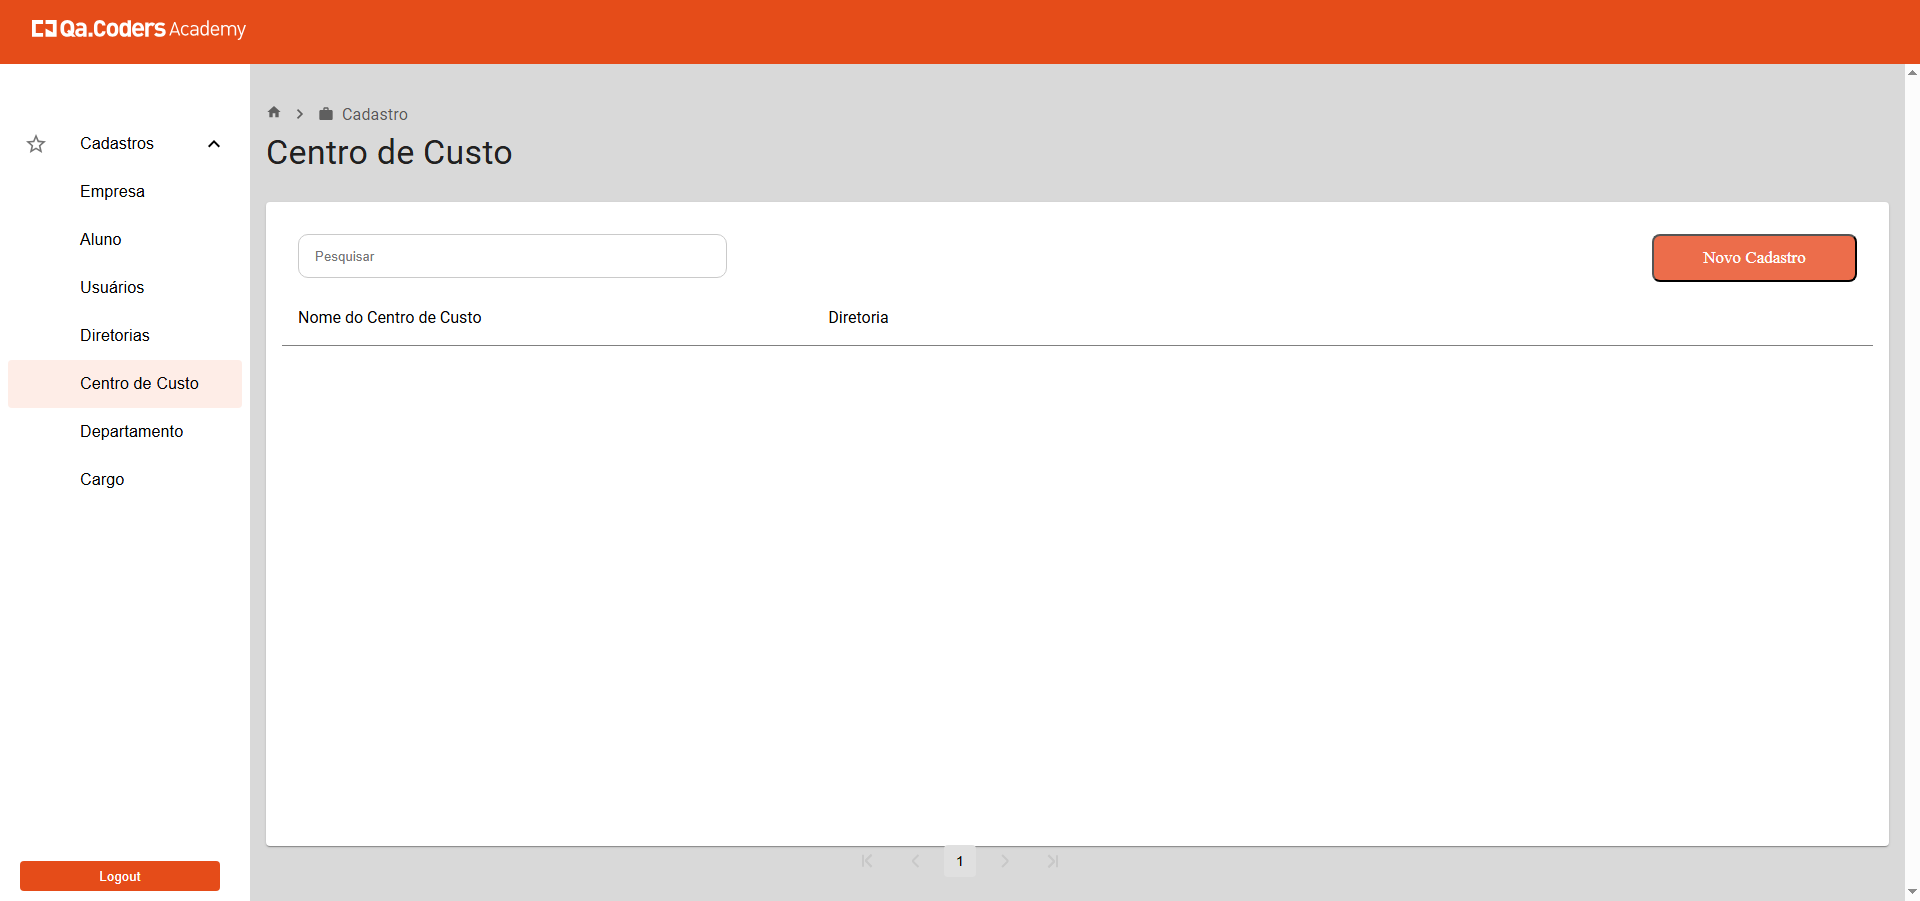 Qa.Coders Academy
Cadastros
Empresa
Aluno
Usuários
Diretorias
Centro de Custo
Departamento
Cargo
Logout
Cadastro
Centro de Custo
Pesquisar
Novo Cadastro
Nome do Centro de Custo Diretoria
1